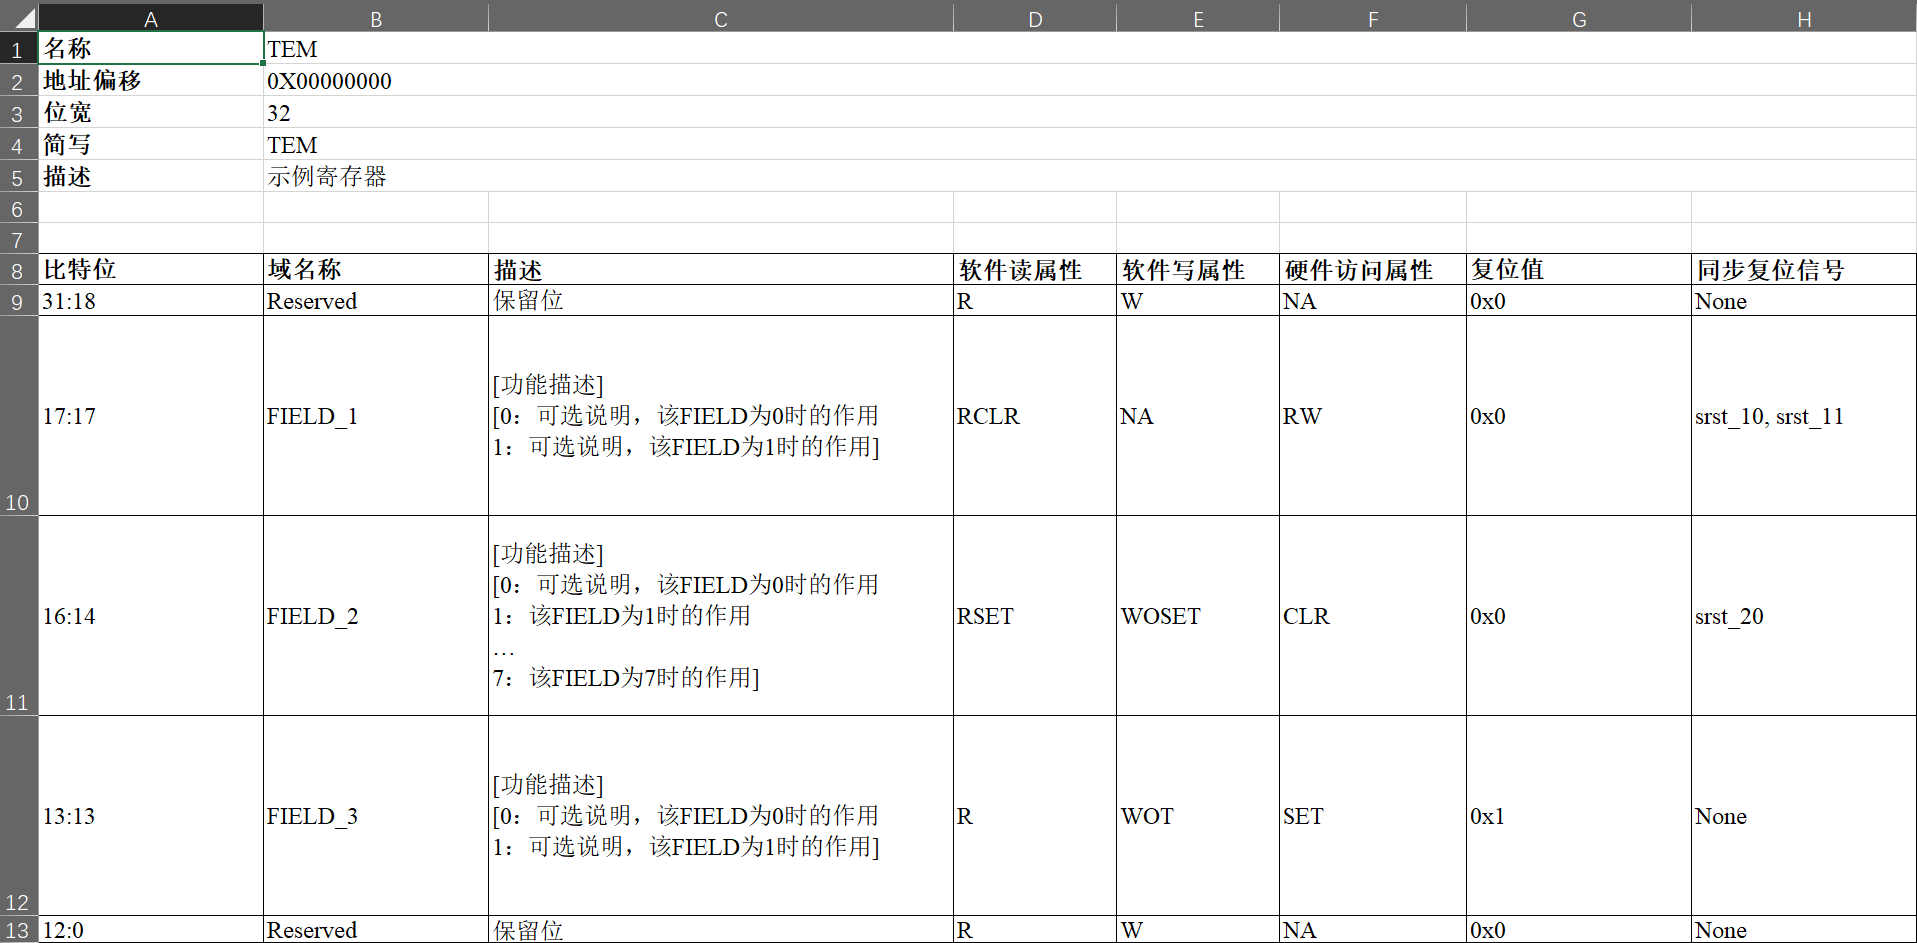 A B C D E F G H
1 名称 TEM
2 地址偏移 0X00000000
3 位宽 32
4 简写 TEM
5 描述 示例寄存器
6
7
8 比特位 域名称 描述 软件读属性 软件写属性 硬件访问属性 复位值 同步复位信号
9 31:18 Reserved 保留位 R W NA 0x0 None
[功能描述]
[0：可选说明，该FIELD为0时的作用
17:17 FIELD_1 RCLR NA RW 0x0 srst_10, srst_11
1：可选说明，该FIELD为1时的作用]
10
[功能描述]
[0：可选说明，该FIELD为0时的作用
1：该FIELD为1时的作用
16:14 FIELD_2 RSET WOSET CLR 0x0 srst_20
…
7：该FIELD为7时的作用]
11
[功能描述]
[0：可选说明，该FIELD为0时的作用
13:13 FIELD_3 R WOT SET 0x1 None
1：可选说明，该FIELD为1时的作用]
12
13 12:0 Reserved 保留位 R W NA 0x0 None